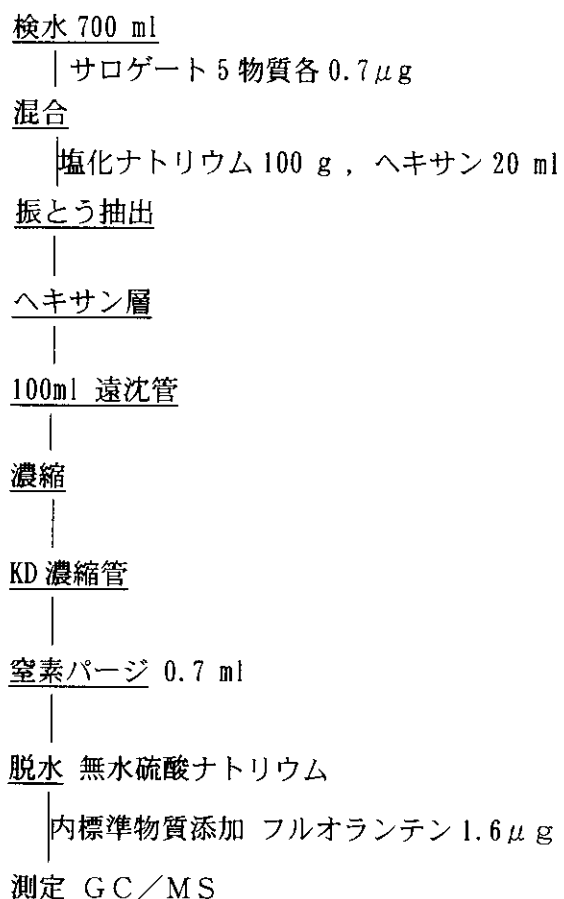 検水 700 ml
サロゲート 5 物質各 0.7μg
混合
塩化ナトリウム 100 g , ヘキサン 20 ml
振とう抽出
ヘキサン層
100ml 遠沈管
濃縮
KD 濃縮管
窒素パージ 0.7 ml
脱水 無水硫酸ナトリウム
内標準物質添加 フルオランテン 1.6μg
測定 GC/MS